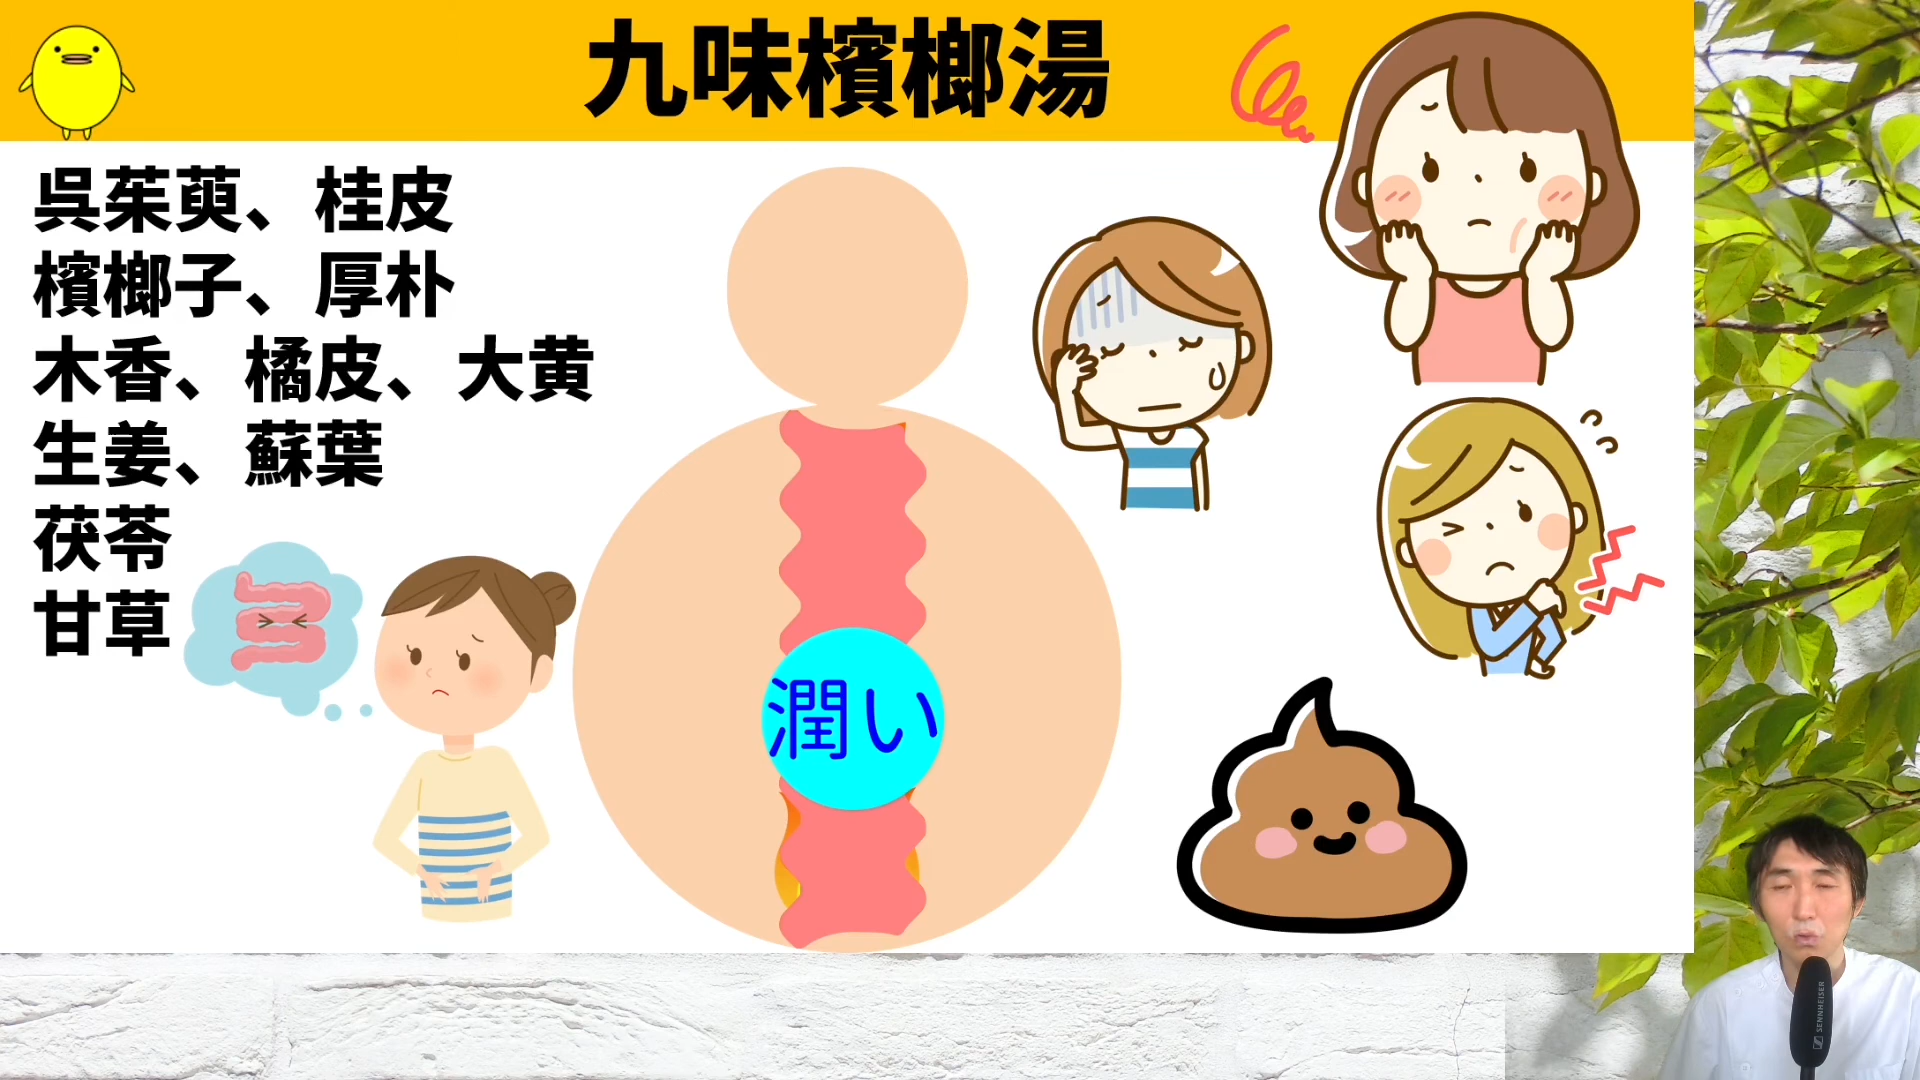 九味檳榔湯
呉茱萸、桂皮
檳榔子、厚朴
木香、橘皮、大黄
生姜、蘇葉
茯苓
甘草
潤い
SENNHEISER